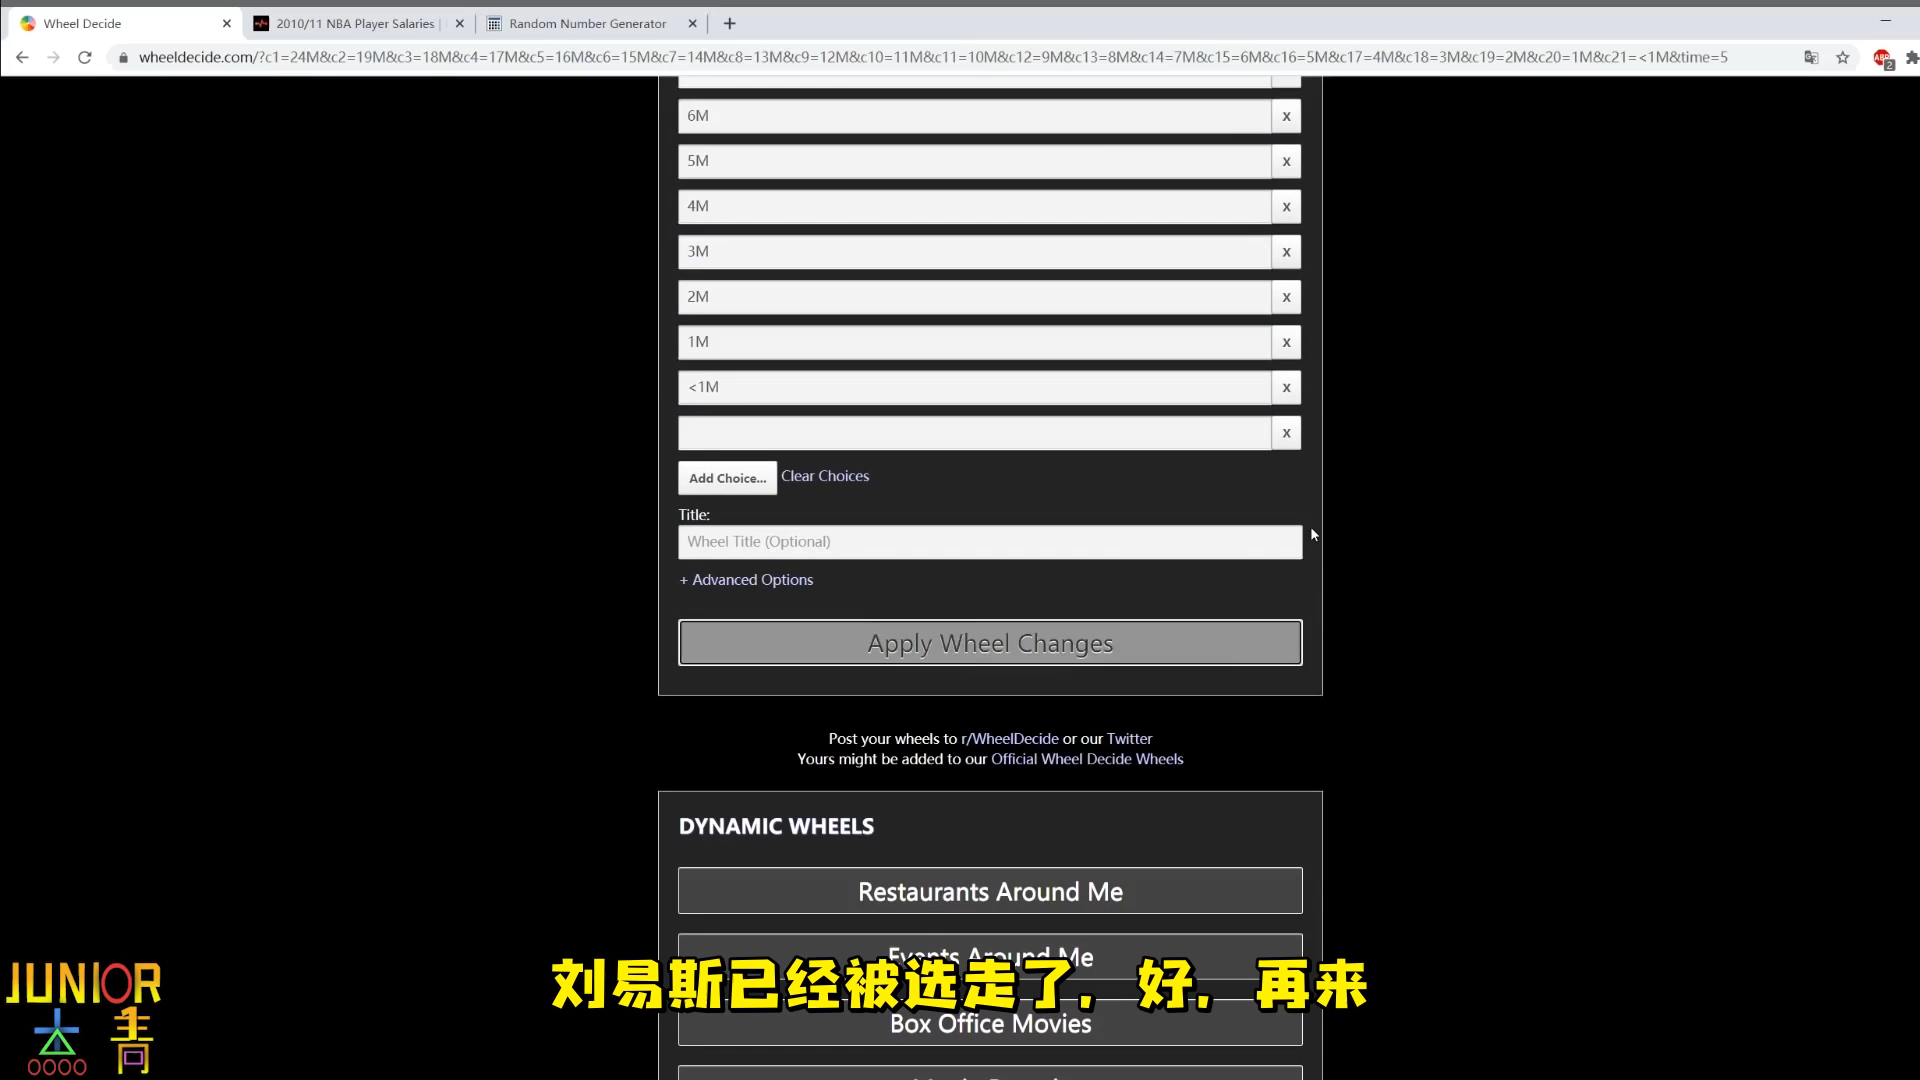 Wheel Decide
2010/11 NBA Player Salaries
Random Number Generator
wheeldecide.com/?c1=24M&c2=19M&c3=18M&c4=17M&c5=16M&c6=15M&c7=14M&c8=13M&c9=12M&c10=11M&c11=10M&c12=9M&c13=8M&c14=7M&c15=6M&c16=5M&c17=4M&c18=3M&c19=2M&c20=1M&c21=<1M&time=5
ABP
2
6M x
5M x
4M x
3M x
2M x
1M x
<1M x
x
Add Choice... Clear Choices
Title:
Wheel Title (Optional)
+ Advanced Options
Apply Wheel Changes
Post your wheels to r/WheelDecide or our Twitter
Yours might be added to our Official Wheel Decide Wheels
DYNAMIC WHEELS
Restaurants Around Me
Events Around Me
刘易斯已经被选走了，好，再来
Box Office Movies
JUNIOR